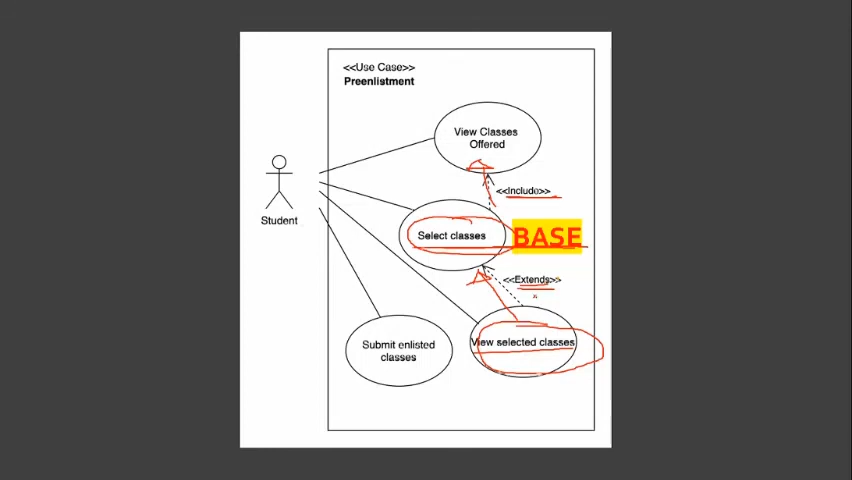 <<Use Case>>
Preenlistment
View Classes
Offered
<<Include>>
Student
Select classes
BASE
<<Extends>>
View selected classes
Submit enlisted
classes